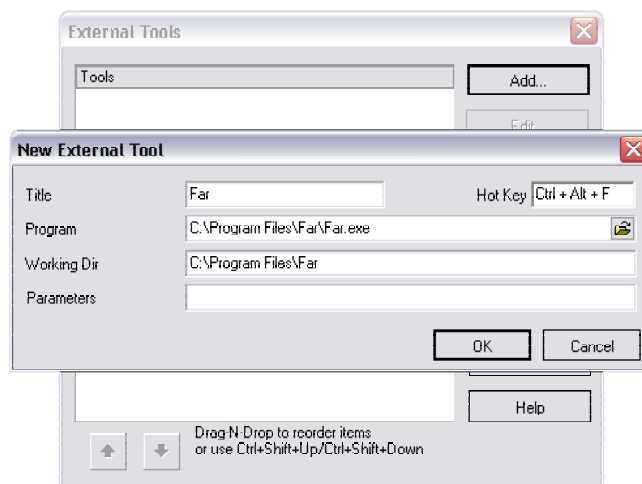 External Tools
Tools
Add...
Edit...
New External Tool
Title
Far
Hot Key
Ctrl + Alt + F
Program
C:\Program Files\Far\Far.exe
Working Dir
C:\Program Files\Far
Parameters
OK
Cancel
Help
Drag-N-Drop to reorder items
or use Ctrl+Shift+Up/Ctrl+Shift+Down